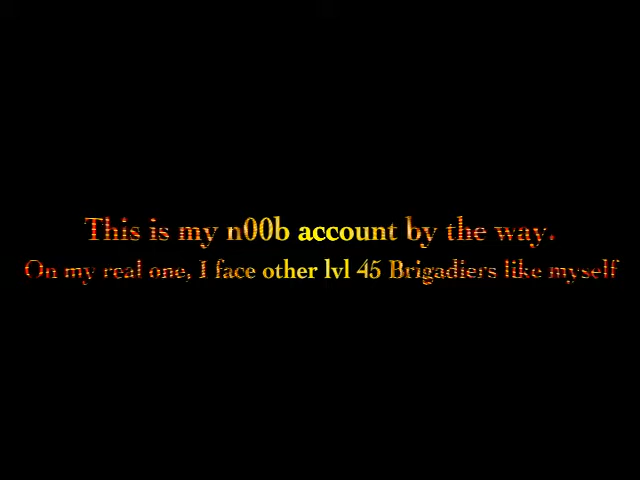 This is my n00b account by the way.
On my real one, I face other lvl 45 Brigadiers like myself